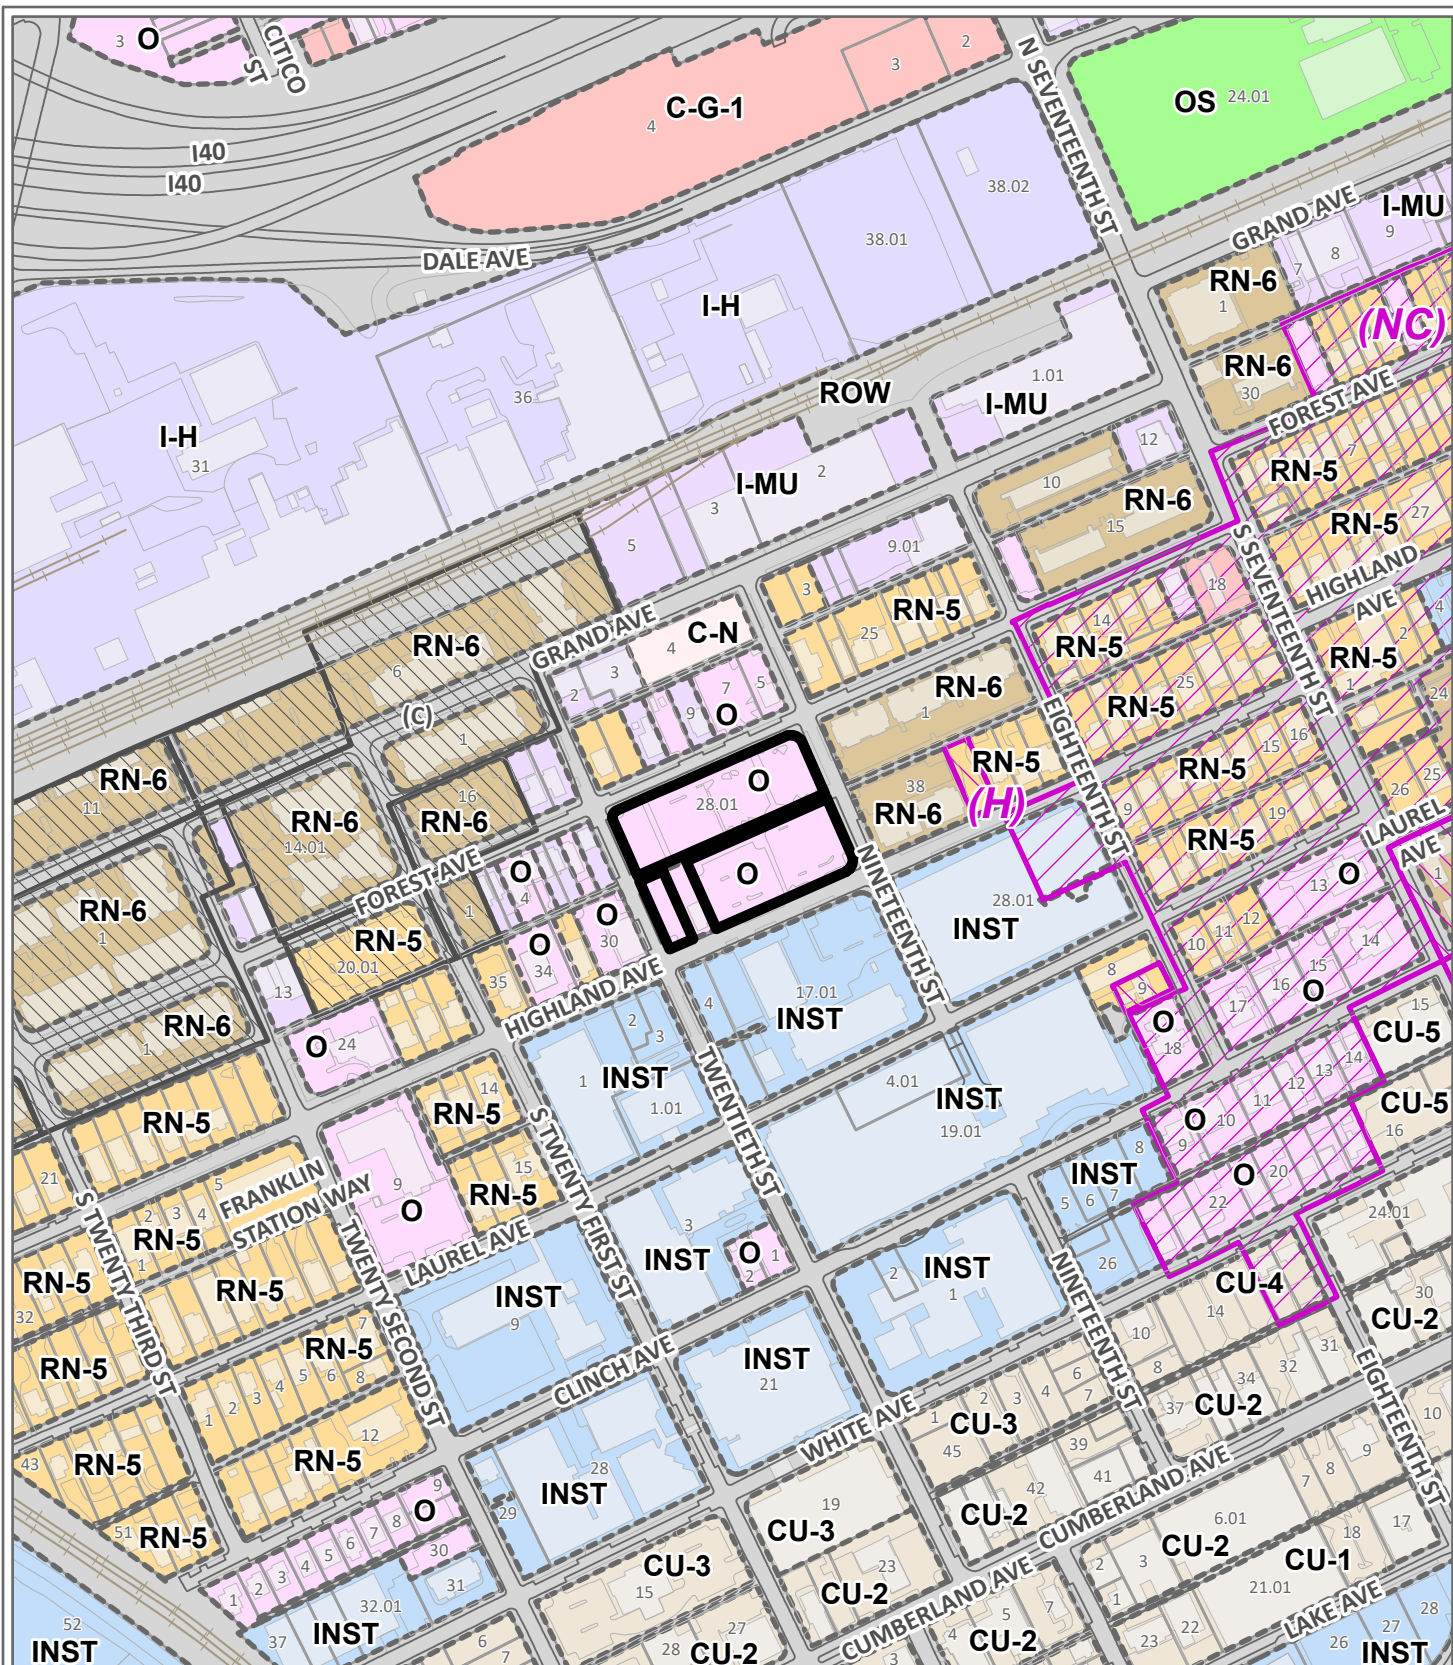 3
O
CITICO
ST
2
3
C-G-1
4
N SEVENTEENTH ST
OS
24.01
I40
I40
DALE AVE
38.02
38.01
GRAND AVE
I-MU
9
8
7
RN-6
1
(NC)
I-H
36
ROW
1.01
I-MU
RN-6
30
FOREST AVE
I-H
31
12
7
RN-5
I-MU
2
3
5
10
RN-6
15
RN-5
27
9.01
S SEVENTEENTH ST
HIGHLAND
AVE
18
3
RN-5
25
14
RN-5
4
2
RN-5
1
GRAND AVE
C-N
4
3
2
RN-6
6
(C)
1
7
5
9
O
RN-6
1
25
RN-5
24
EIGHTEENTH ST
RN-6
11
16
RN-6
RN-5
RN-5
15
16
O
28.01
38
RN-6
(H)
25
26
RN-6
14.01
9
19
RN-5
LAUREL
AVE
FOREST AVE
O
4
O
NINETEENTH ST
13
O
1
RN-6
1
1
O
30
28.01
INST
12
11
10
14
RN-5
20.01
O
34
35
HIGHLAND AVE
8
9
15
16
O
17
13
4
17.01
INST
2
3
15
CU-5
RN-6
1
O
24
O
18
INST
1
1.01
TWENTIETH ST
4.01
INST
19.01
14
13
12
11
10
O
9
CU-5
16
RN-5
14
RN-5
S TWENTY FIRST ST
8
INST
5
6
7
O
20
22
21
FRANKLIN
STATION WAY
5
15
RN-5
9
O
S TWENTY THIRD ST
2
3
4
RN-5
1
3
INST
O
1
2
24.01
LAUREL AVE
26
RN-5
32
RN-5
TWENTY SECOND ST
INST
9
2
INST
1
NINETEENTH ST
CU-4
14
30
CU-2
RN-5
7
RN-5
10
31
CLINCH AVE
INST
21
6
7
8
32
34
EIGHTEENTH ST
1
2
3
4
5
6
8
WHITE AVE
2
3
4
1
CU-3
45
37
CU-2
10
12
RN-5
43
RN-5
39
41
42
CU-2
CUMBERLAND AVE
9
8
7
28
INST
29
9
O
8
7
6
5
4
3
2
1
51
RN-5
19
CU-3
6.01
CU-2
18
17
CU-1
30
31
CU-3
15
23
CU-2
CUMBERLAND AVE
2
3
1
21.01
LAKE AVE
52
INST
37
INST
32.01
6
7
27
28
CU-2
3
5
4
7
CU-2
22
23
28
27
26
INST